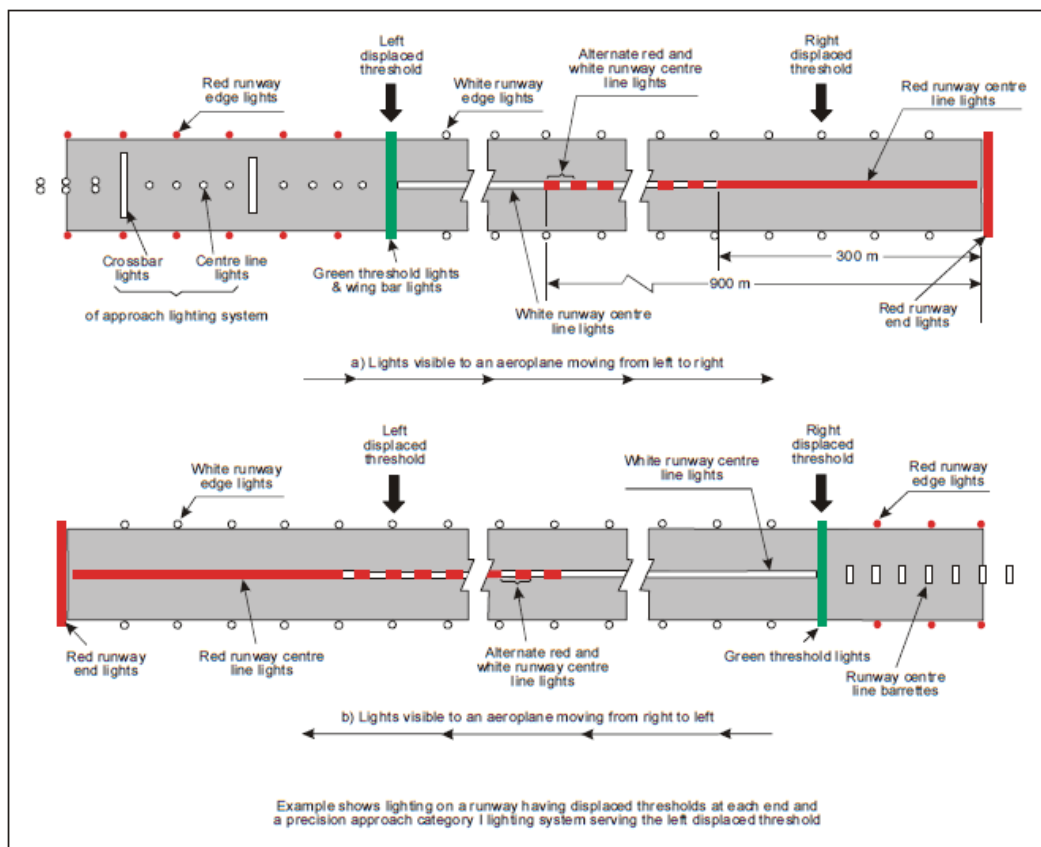 Left
displaced
threshold
Right
displaced
threshold
Alternate red and
white runway centre
line lights
Red runway
edge lights
White runway
edge lights
Red runway centre
line lights
Crossbar
lights
Centre line
lights
of approach lighting system
Green threshold lights
& wing bar lights
White runway centre
line lights
300 m
900 m
Red runway
end lights
a) Lights visible to an aeroplane moving from left to right
Left
displaced
threshold
Right
displaced
threshold
White runway
edge lights
White runway centre
line lights
Red runway
edge lights
Red runway
end lights
Red runway centre
line lights
Alternate red and
white runway centre
line lights
Green threshold lights
Runway centre
line barrettes
b) Lights visible to an aeroplane moving from right to left
Example shows lighting on a runway having displaced thresholds at each end and
a precision approach category I lighting system serving the left displaced threshold